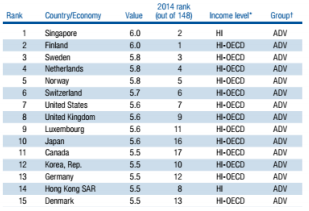 2014 rank
Rank Country/Economy Value (out of 148) Income level* Group†
1 Singapore 6.0 2 HI ADV
2 Finland 6.0 1 HI-OECD ADV
3 Sweden 5.8 3 HI-OECD ADV
4 Netherlands 5.8 4 HI-OECD ADV
5 Norway 5.8 5 HI-OECD ADV
6 Switzerland 5.7 6 HI-OECD ADV
7 United States 5.6 7 HI-OECD ADV
8 United Kingdom 5.6 9 HI-OECD ADV
9 Luxembourg 5.6 11 HI-OECD ADV
10 Japan 5.6 16 HI-OECD ADV
11 Canada 5.5 17 HI-OECD ADV
12 Korea, Rep. 5.5 10 HI-OECD ADV
13 Germany 5.5 12 HI-OECD ADV
14 Hong Kong SAR 5.5 8 HI ADV
15 Denmark 5.5 13 HI-OECD ADV